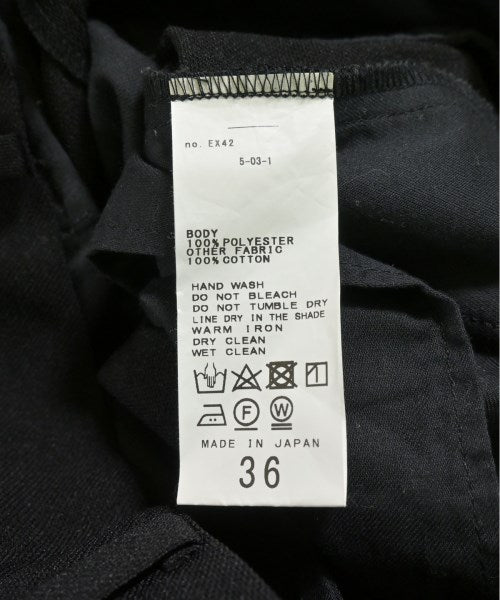 no. EX42
5-03-1
BODY
100% POLYESTER
OTHER FABRIC
100% COTTON
HAND WASH
DO NOT BLEACH
DO NOT TUMBLE DRY
LINE DRY IN THE SHADE
WARM IRON
DRY CLEAN
WET CLEAN
F W
MADE IN JAPAN
36